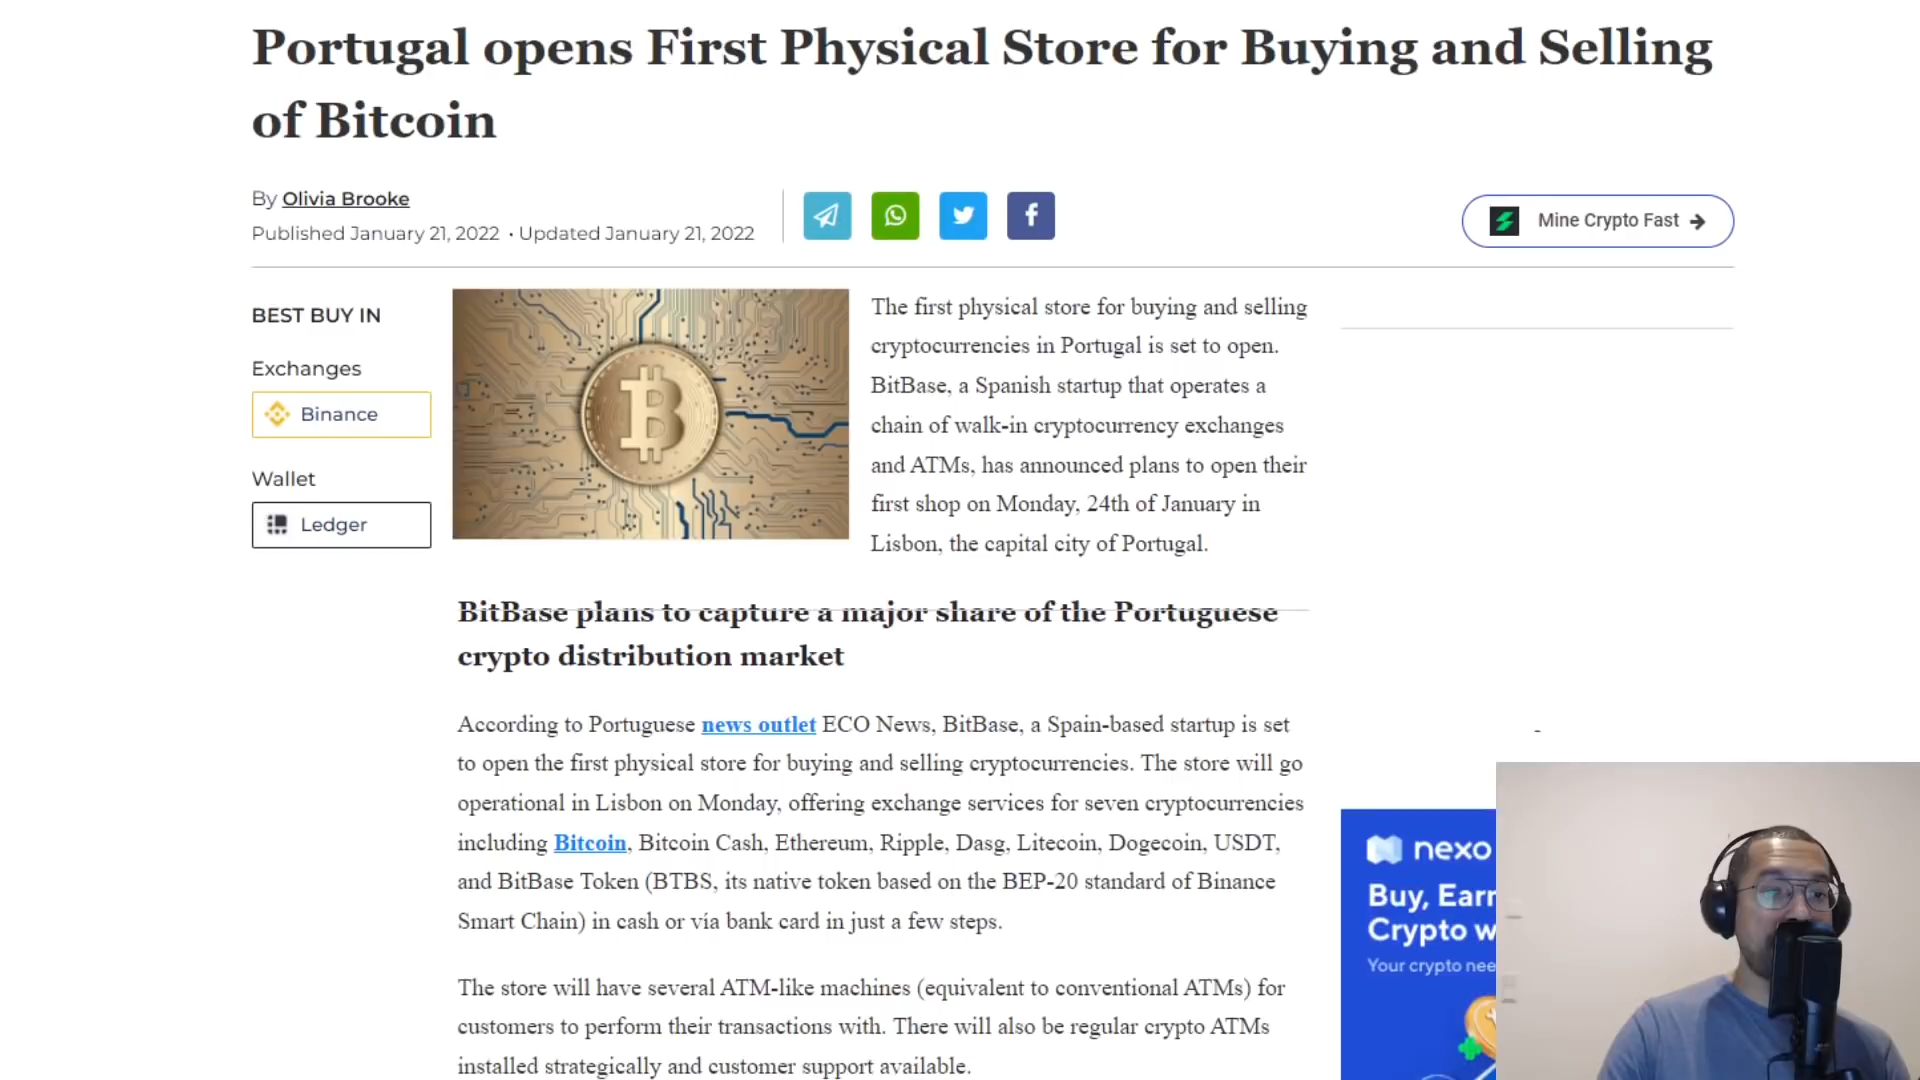 Portugal opens First Physical Store for Buying and Selling
of Bitcoin
By Olivia Brooke
Published January 21, 2022 • Updated January 21, 2022
Mine Crypto Fast →
BEST BUY IN
Exchanges
Binance
Wallet
Ledger
The first physical store for buying and selling
cryptocurrencies in Portugal is set to open.
BitBase, a Spanish startup that operates a
chain of walk-in cryptocurrency exchanges
and ATMs, has announced plans to open their
first shop on Monday, 24th of January in
Lisbon, the capital city of Portugal.
BitBase plans to capture a major share of the Portuguese
crypto distribution market
According to Portuguese news outlet ECO News, BitBase, a Spain-based startup is set
to open the first physical store for buying and selling cryptocurrencies. The store will go
operational in Lisbon on Monday, offering exchange services for seven cryptocurrencies
including Bitcoin, Bitcoin Cash, Ethereum, Ripple, Dasg, Litecoin, Dogecoin, USDT,
and BitBase Token (BTBS, its native token based on the BEP-20 standard of Binance
Smart Chain) in cash or vía bank card in just a few steps.
The store will have several ATM-like machines (equivalent to conventional ATMs) for
customers to perform their transactions with. There will also be regular crypto ATMs
installed strategically and customer support available.
nexo
Buy, Earn
Crypto w
Your crypto nee